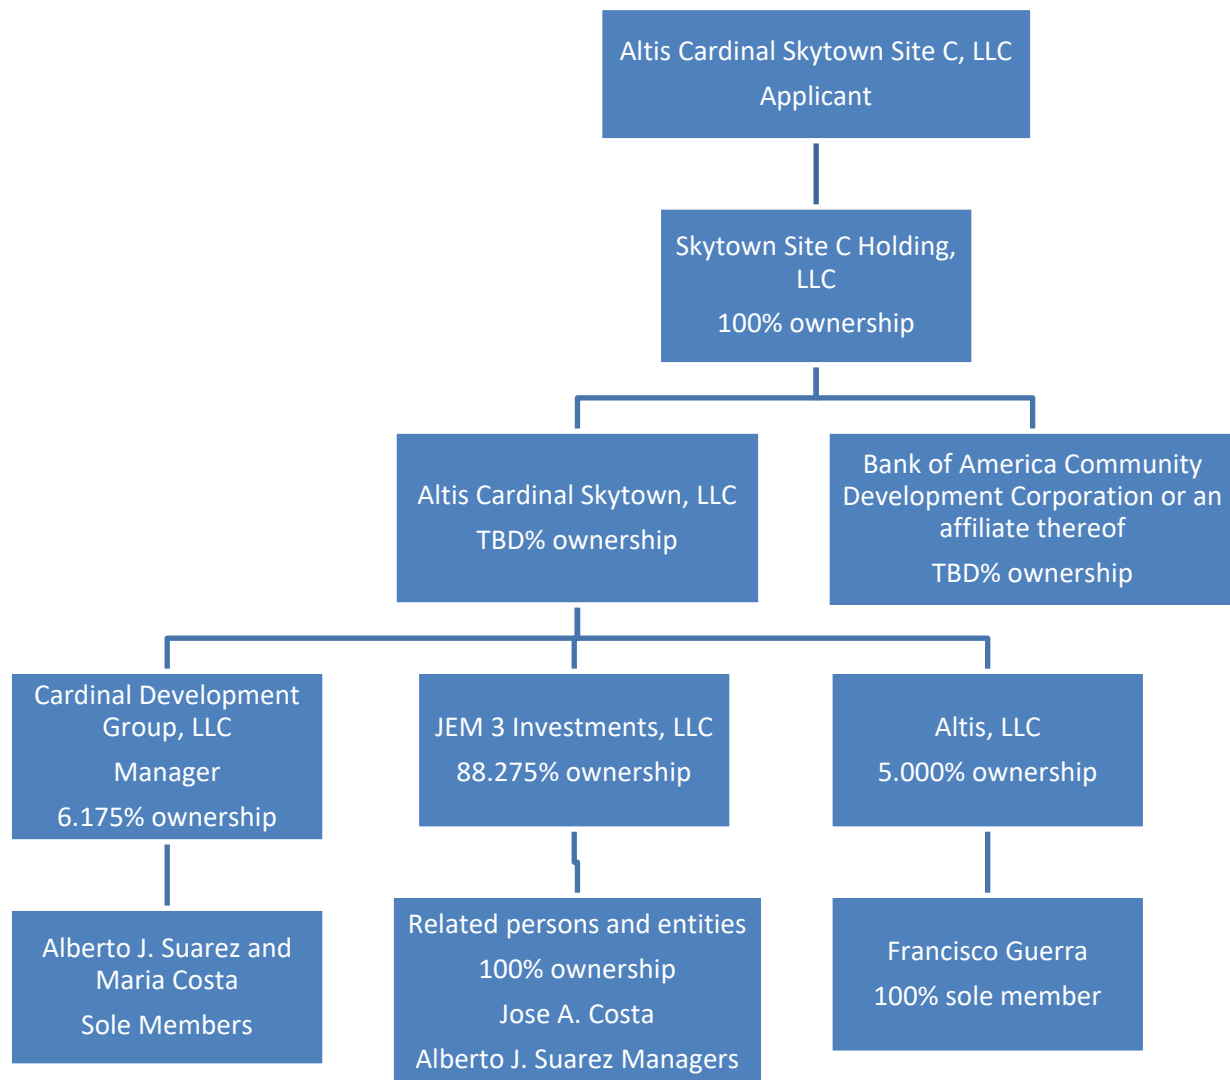 Altis Cardinal Skytown Site C, LLC
Applicant
Skytown Site C Holding,
LLC
100% ownership
Altis Cardinal Skytown, LLC
TBD% ownership
Bank of America Community
Development Corporation or an
affiliate thereof
TBD% ownership
Cardinal Development
Group, LLC
Manager
6.175% ownership
JEM 3 Investments, LLC
88.275% ownership
Altis, LLC
5.000% ownership
Alberto J. Suarez and
Maria Costa
Sole Members
Related persons and entities
100% ownership
Jose A. Costa
Alberto J. Suarez Managers
Francisco Guerra
100% sole member